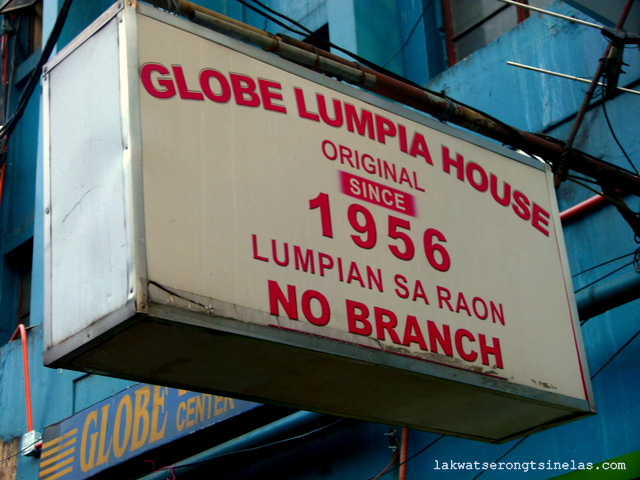 GLOBE LUMPIA HOUSE
ORIGINAL
SINCE
1956
LUMPIAN SA RAON
NO BRANCH
GLOBE
CENTER
lakwatserongtsinelas.com